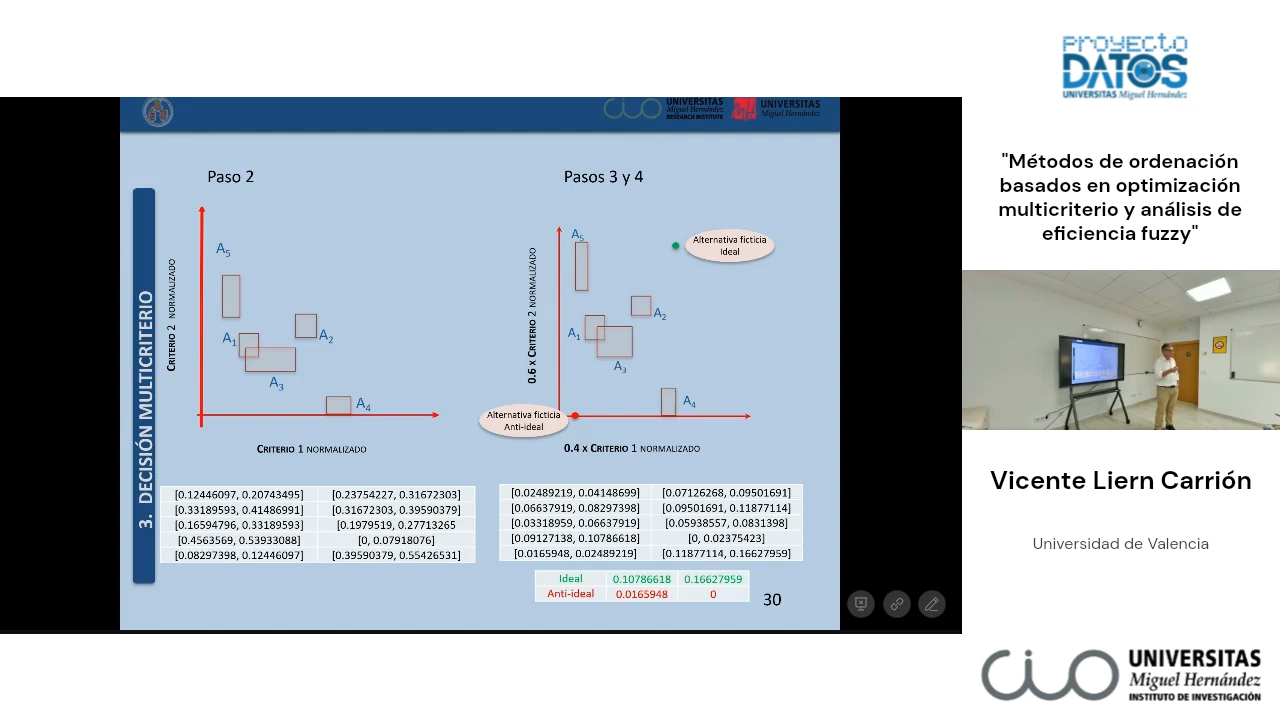 UNIVERSITAS
Miguel Hernández
RESEARCH INSTITUTE
UNIVERSITAS
Miguel Hernández
Paso 2
Pasos 3 y 4
3. DECISIÓN MULTICRITERIO
CRITERIO 2 NORMALIZADO
A5
A1
A2
A3
A4
CRITERIO 1 NORMALIZADO
0.6 x CRITERIO 2 NORMALIZADO
A5
Alternativa ficticia
Ideal
A1
A2
A3
A4
Alternativa ficticia
Anti-ideal
0.4 x CRITERIO 1 NORMALIZADO
[0.12446097, 0.20743495] [0.23754227, 0.31672303]
[0.33189593, 0.41486991] [0.31672303, 0.39590379]
[0.16594796, 0.33189593] [0.1979519, 0.27713265
[0.4563569, 0.53933088] [0, 0.07918076]
[0.08297398, 0.12446097] [0.39590379, 0.55426531]
[0.02489219, 0.04148699] [0.07126268, 0.09501691]
[0.06637919, 0.08297398] [0.09501691, 0.11877114]
[0.03318959, 0.06637919] [0.05938557, 0.0831398]
[0.09127138, 0.10786618] [0, 0.02375423]
[0.0165948, 0.02489219] [0.11877114, 0.16627959]
Ideal 0.10786618 0.16627959
Anti-ideal 0.0165948 0
30
PROYECTO
DATOS
UNIVERSITAS Miguel Hernández
"Métodos de ordenación
basados en optimización
multicriterio y análisis de
eficiencia fuzzy"
Vicente Liern Carrión
Universidad de Valencia
CIO
UNIVERSITAS
Miguel Hernández
INSTITUTO DE INVESTIGACIÓN